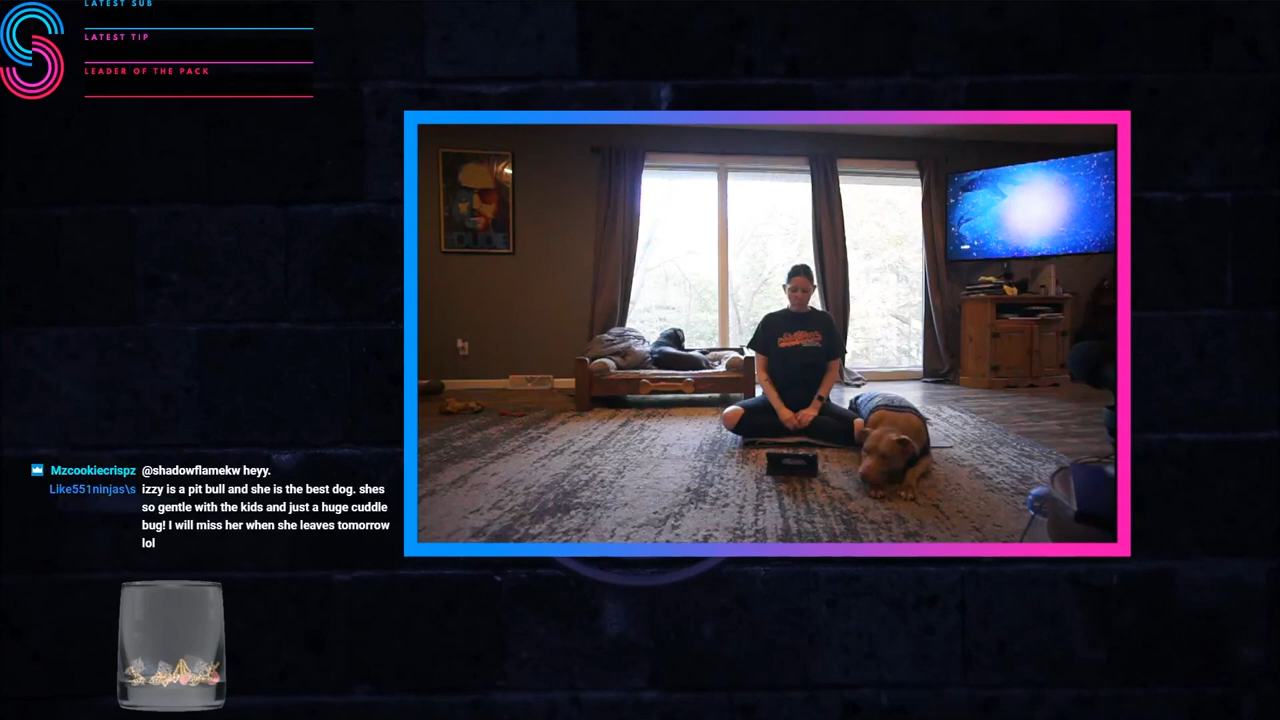 LATEST SUB
LATEST TIP
LEADER OF THE PACK
DUDE
Mzcookiecrispz @shadowflamekw heyy.
Like551ninjas\s izzy is a pit bull and she is the best dog. shes
so gentle with the kids and just a huge cuddle
bug! I will miss her when she leaves tomorrow
lol